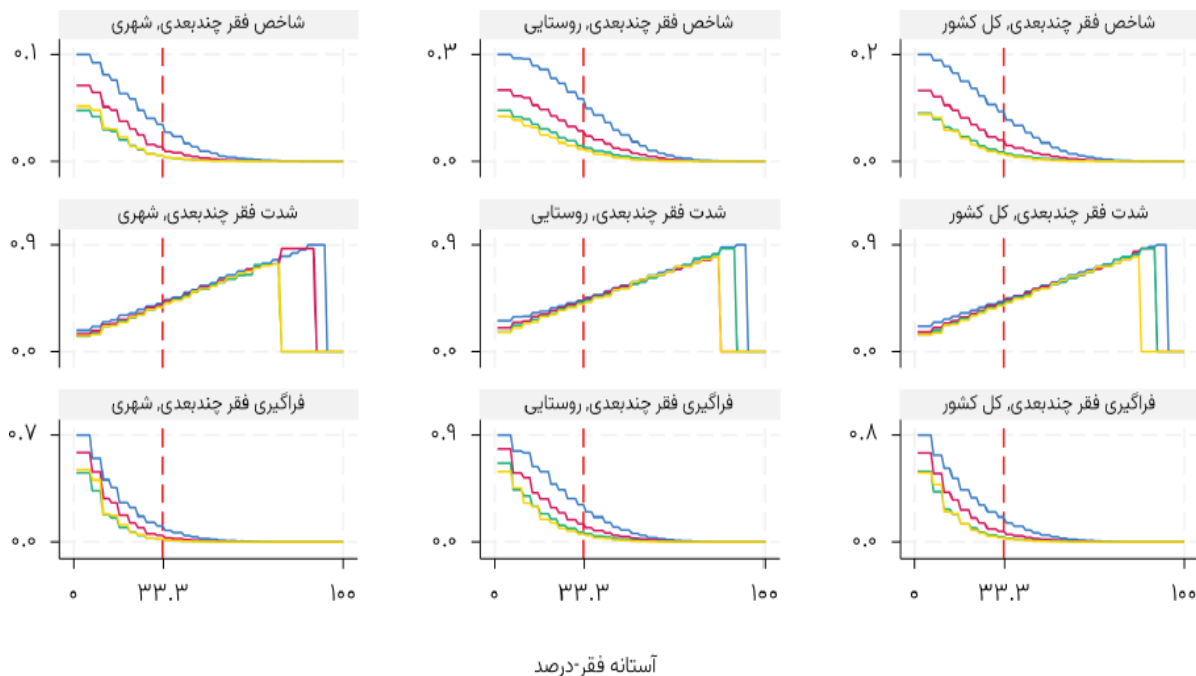 شاخص فقر چندبعدی, کل کشور
شاخص فقر چندبعدی, روستایی
شاخص فقر چندبعدی, شهری
۰.۲
۰.۰
۰.۳
۰.۰
۰.۱
۰.۰
شدت فقر چندبعدی, کل کشور
شدت فقر چندبعدی, روستایی
شدت فقر چندبعدی, شهری
۰.۹
۰.۰
۰.۹
۰.۰
۰.۹
۰.۰
فراگیری فقر چندبعدی, کل کشور
فراگیری فقر چندبعدی, روستایی
فراگیری فقر چندبعدی, شهری
۰.۸
۰.۰
۰.۹
۰.۰
۰.۷
۰.۰
۰ ۳۳.۳ ۱۰۰
۰ ۳۳.۳ ۱۰۰
۰ ۳۳.۳ ۱۰۰
آستانه فقر-درصد